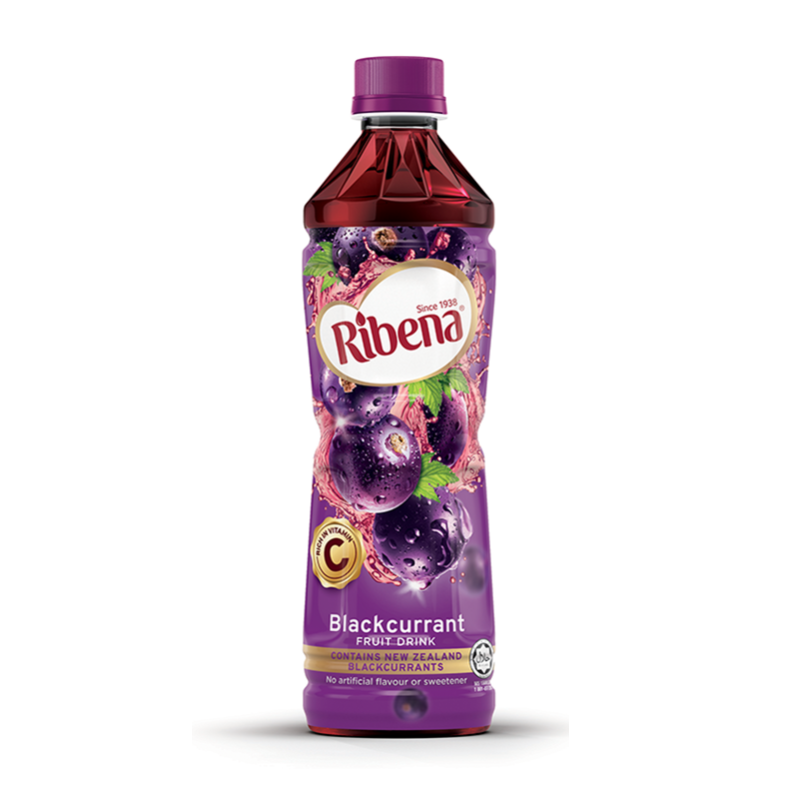 Since 1938
Ribena®
RICH IN VITAMIN
C
Blackcurrant
FRUIT DRINK
CONTAINS NEW ZEALAND
BLACKCURRANTS
No artificial flavour or sweetener